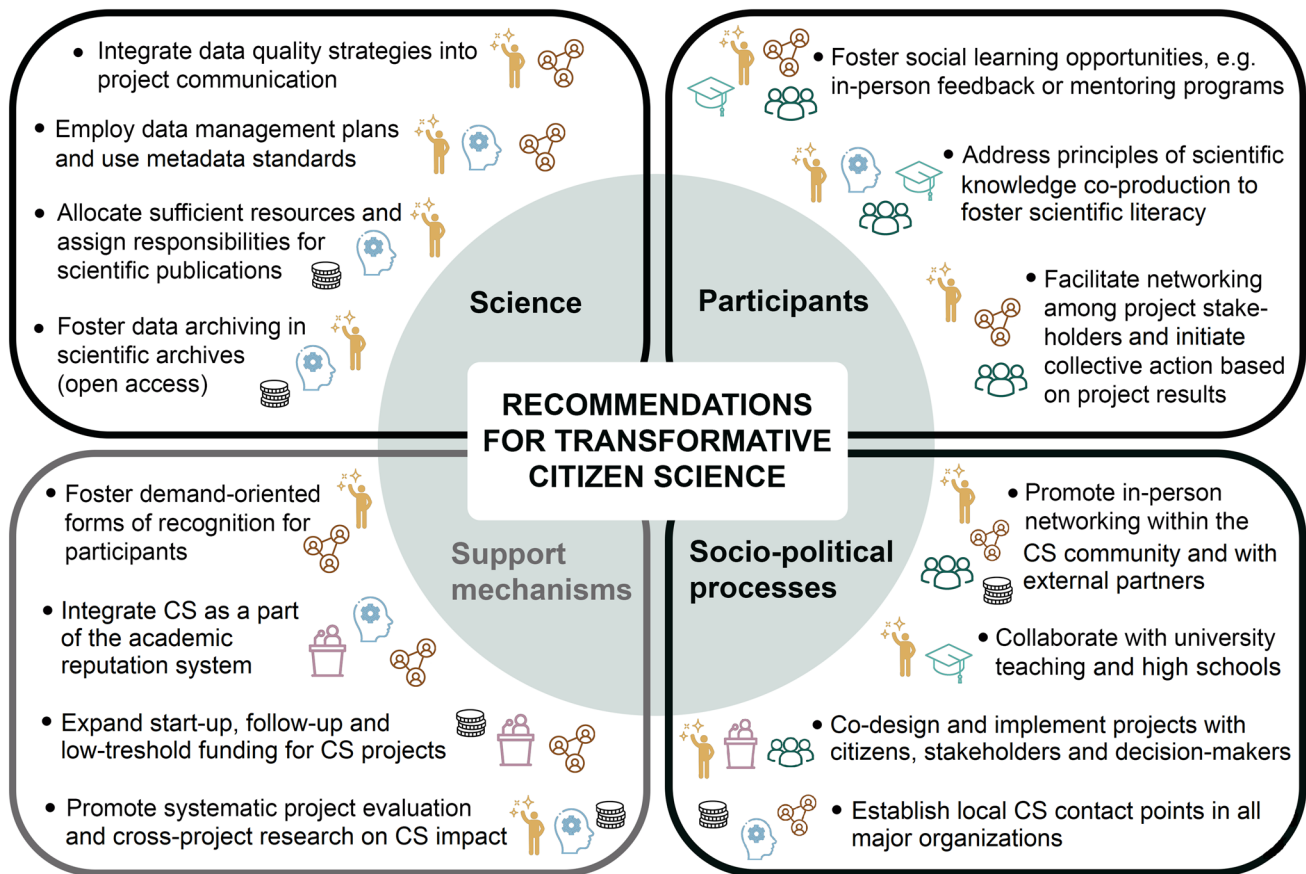 • Integrate data quality strategies into
project communication
• Employ data management plans
and use metadata standards
• Allocate sufficient resources and
assign responsibilities for
scientific publications
• Foster data archiving in
scientific archives
(open access)
Science
• Foster social learning opportunities, e.g.
in-person feedback or mentoring programs
• Address principles of scientific
knowledge co-production to
foster scientific literacy
• Facilitate networking
among project stake-
holders and initiate
collective action based
on project results
Participants
RECOMMENDATIONS
FOR TRANSFORMATIVE
CITIZEN SCIENCE
• Foster demand-oriented
forms of recognition for
participants
• Integrate CS as a part
of the academic
reputation system
• Expand start-up, follow-up and
low-treshold funding for CS projects
• Promote systematic project evaluation
and cross-project research on CS impact
Support
mechanisms
Socio-political
processes
• Promote in-person
networking within the
CS community and with
external partners
• Collaborate with university
teaching and high schools
• Co-design and implement projects with
citizens, stakeholders and decision-makers
• Establish local CS contact points in all
major organizations